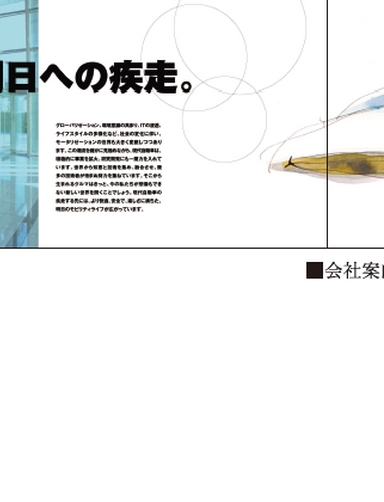 明日への疾走。
グローバリゼーション、環境意識の高まり、ITの浸透、
ライフスタイルの多様化など、社会の変化に伴い、
モータリゼーションの世界も大きく変貌しつつあり
ます。この潮流を確かに見極めながら、現代自動車は、
積極的に事業を拡大。研究開発にも一層力を入れて
います。世界から知恵と技術を集め、融合させ、数
多の技術者が惜まぬ努力を重ねています。そこから
生まれるクルマはきっと、今の私たちが想像もでき
ない新しい世界を開くことでしょう。現代自動車の
疾走する先には、より快適、安全で、楽しさに満ちた、
明日のモビリティライフが広がっています。
■会社案内